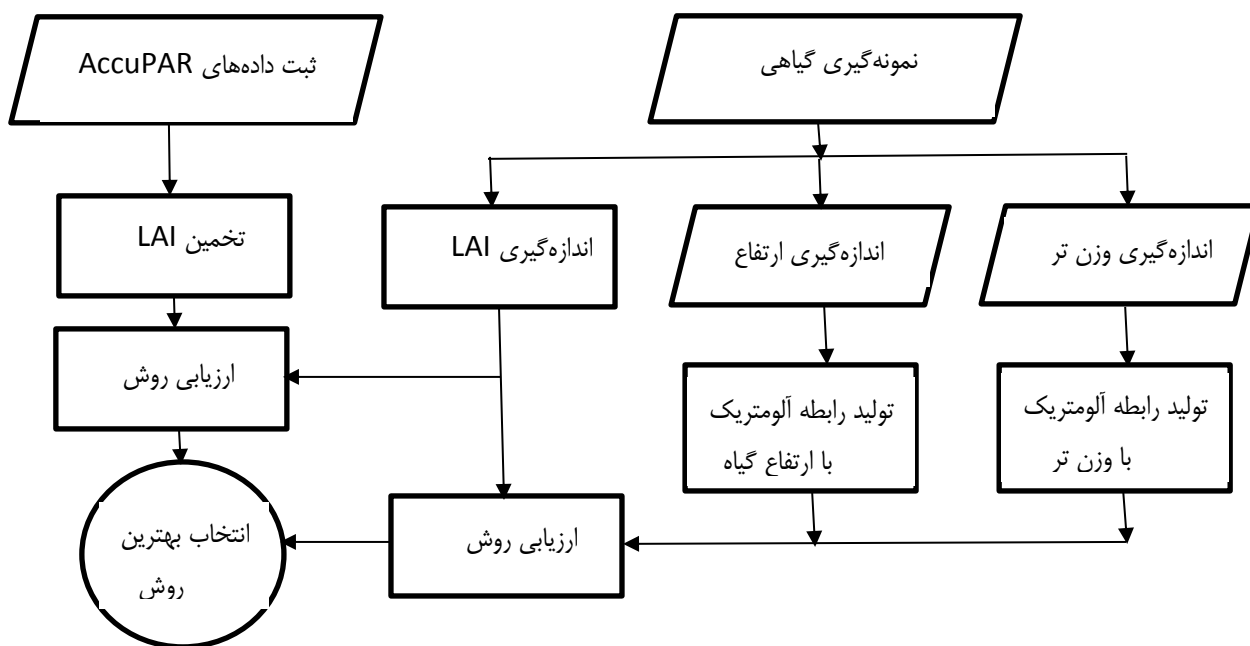 نمونه‌گیری گیاهی
ثبت داده‌های AccuPAR
اندازه‌گیری وزن تر
اندازه‌گیری ارتفاع
اندازه‌گیری LAI
تخمین LAI
ارزیابی روش
تولید رابطه آلومتریک
با وزن تر
تولید رابطه آلومتریک
با ارتفاع گیاه
ارزیابی روش
انتخاب بهترین
روش